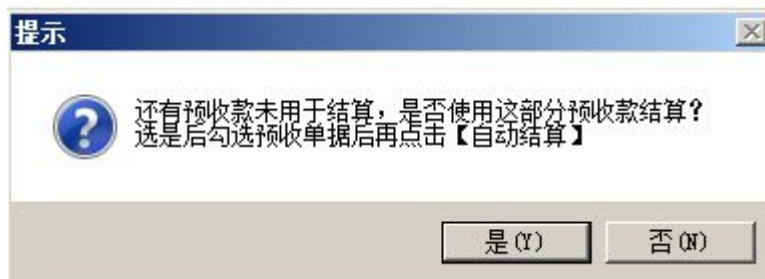 提示
还有预收款未用于结算，是否使用这部分预收款结算？
选是后勾选预收单据后再点击【自动结算】
是(Y)
否(N)